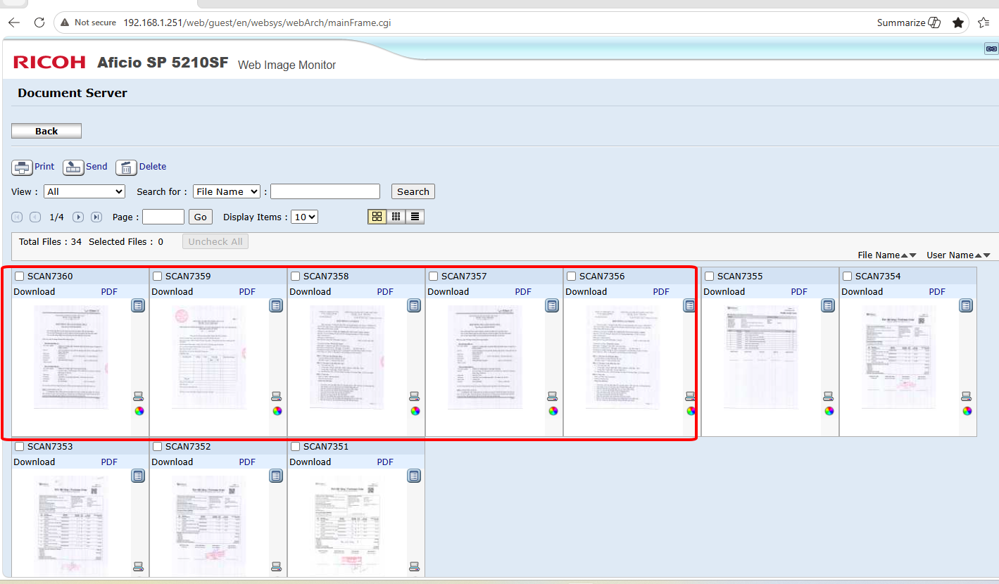 Not secure 192.168.1.251/web/guest/en/websys/webArch/mainFrame.cgi Summarize
RICOH Aficio SP 5210SF Web Image Monitor
Document Server
Back
Print Send Delete
View : All Search for : File Name : Search
1/4 Page : Go Display Items : 10
Total Files : 34 Selected Files : 0 Uncheck All
File Name User Name
SCAN7360 SCAN7359 SCAN7358 SCAN7357 SCAN7356 SCAN7355 SCAN7354
Download PDF Download PDF Download PDF Download PDF Download PDF Download PDF Download PDF
SCAN7353 SCAN7352 SCAN7351
Download PDF Download PDF Download PDF